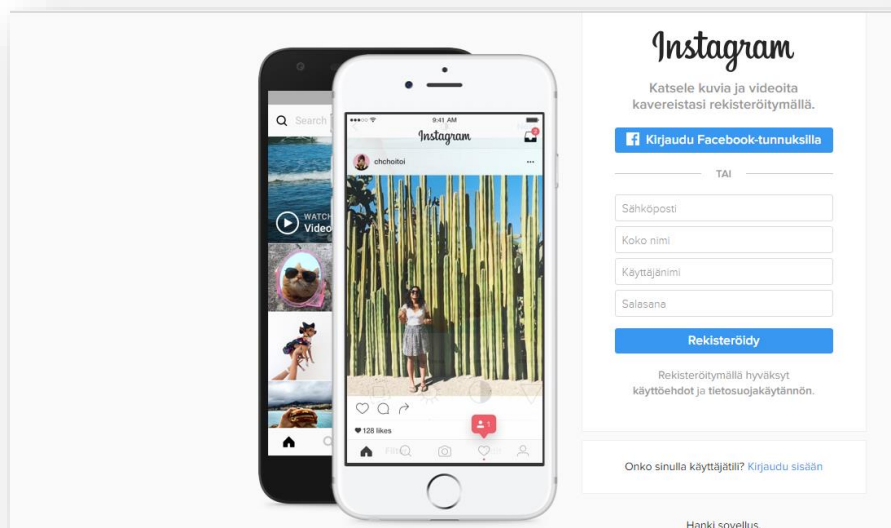 Search
WATCH
Video
9:41 AM
Instagram
chchoitoi
128 likes
1
Instagram
Katsele kuvia ja videoita
kavereistasi rekisteröitymällä.
Kirjaudu Facebook-tunnuksilla
TAI
Sähköposti
Koko nimi
Käyttäjänimi
Salasana
Rekisteröidy
Rekisteröitymällä hyväksyt
käyttöehdot ja tietosuojakäytännön.
Onko sinulla käyttäjätili? Kirjaudu sisään
Hanki sovellus.